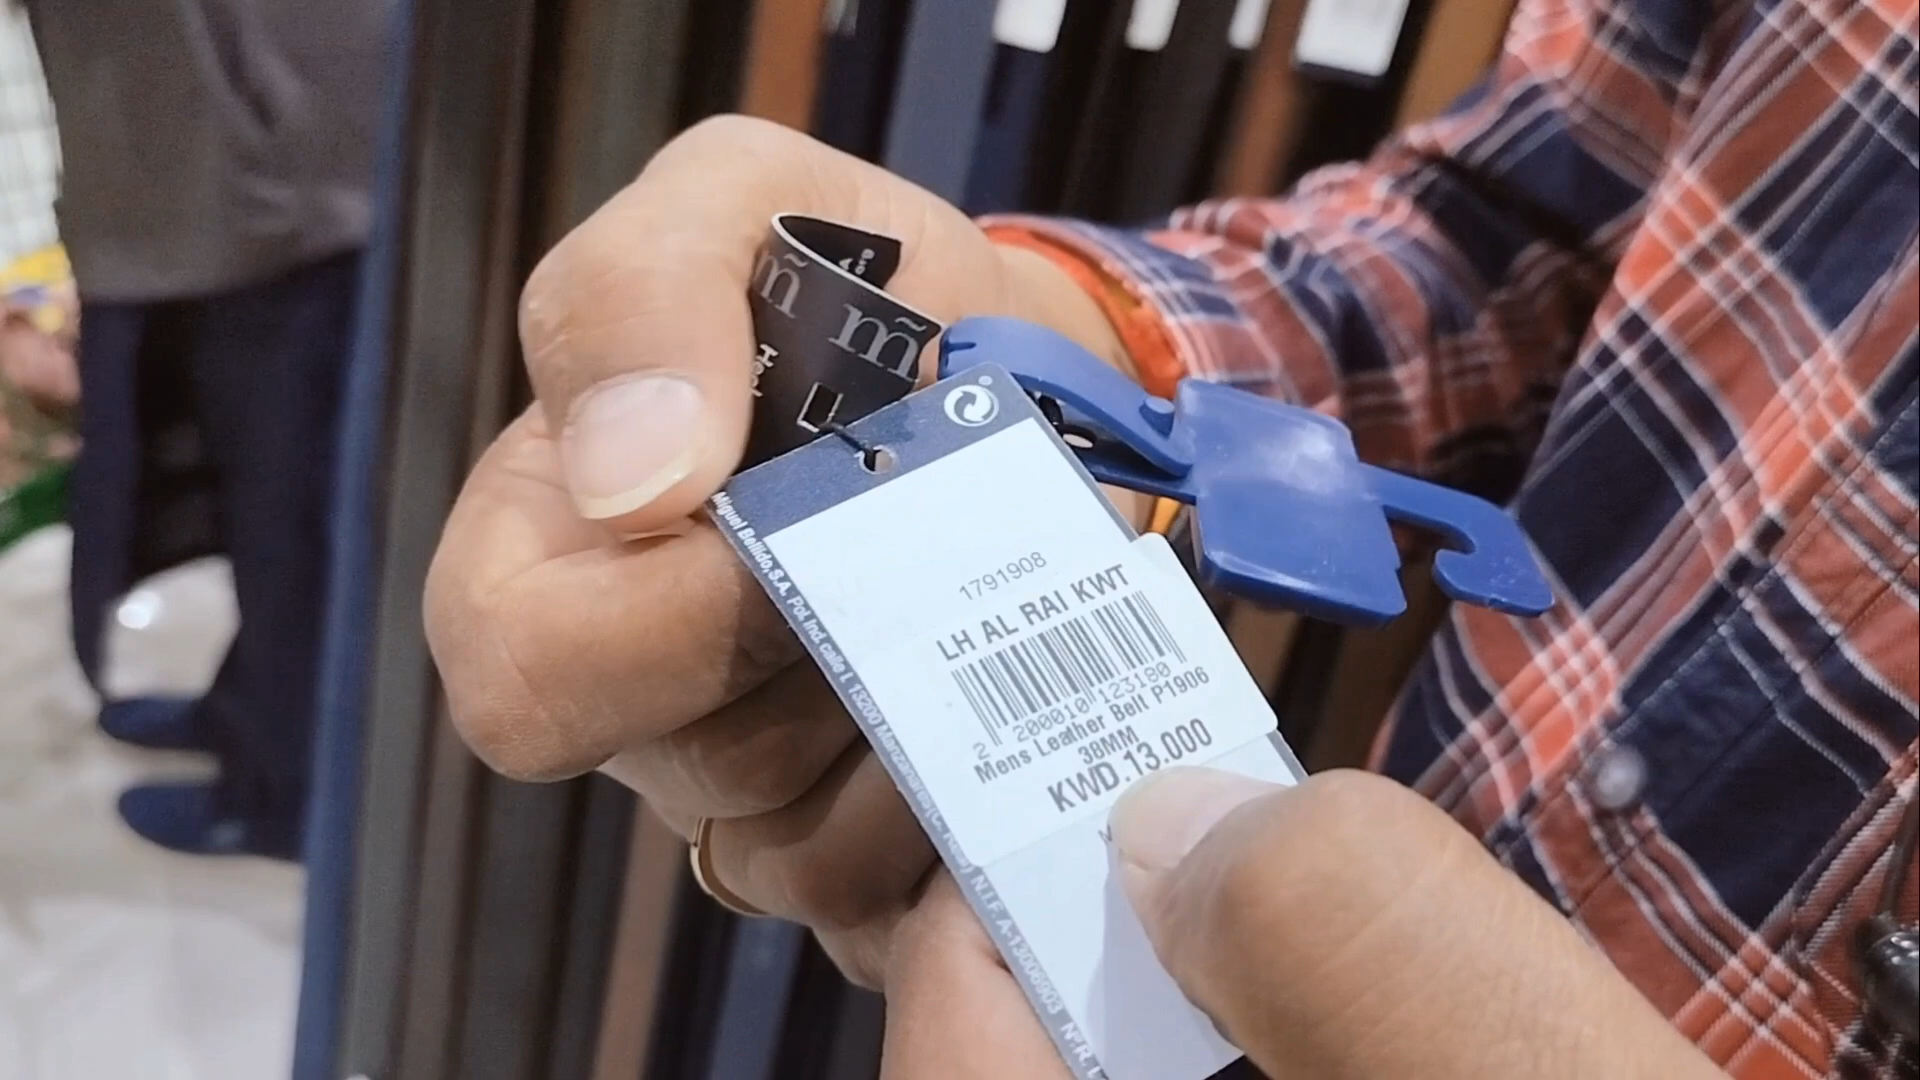 m̃ m̃
1791908
LH AL RAI KWT
2 200010 123180
Mens Leather Belt P1906
38MM
KWD.13.000
Miguel Bellido,S.A. Pol. Ind. calle I, 13200 Manzanares(C. Real) N.I.F. A-13006903 NºR.